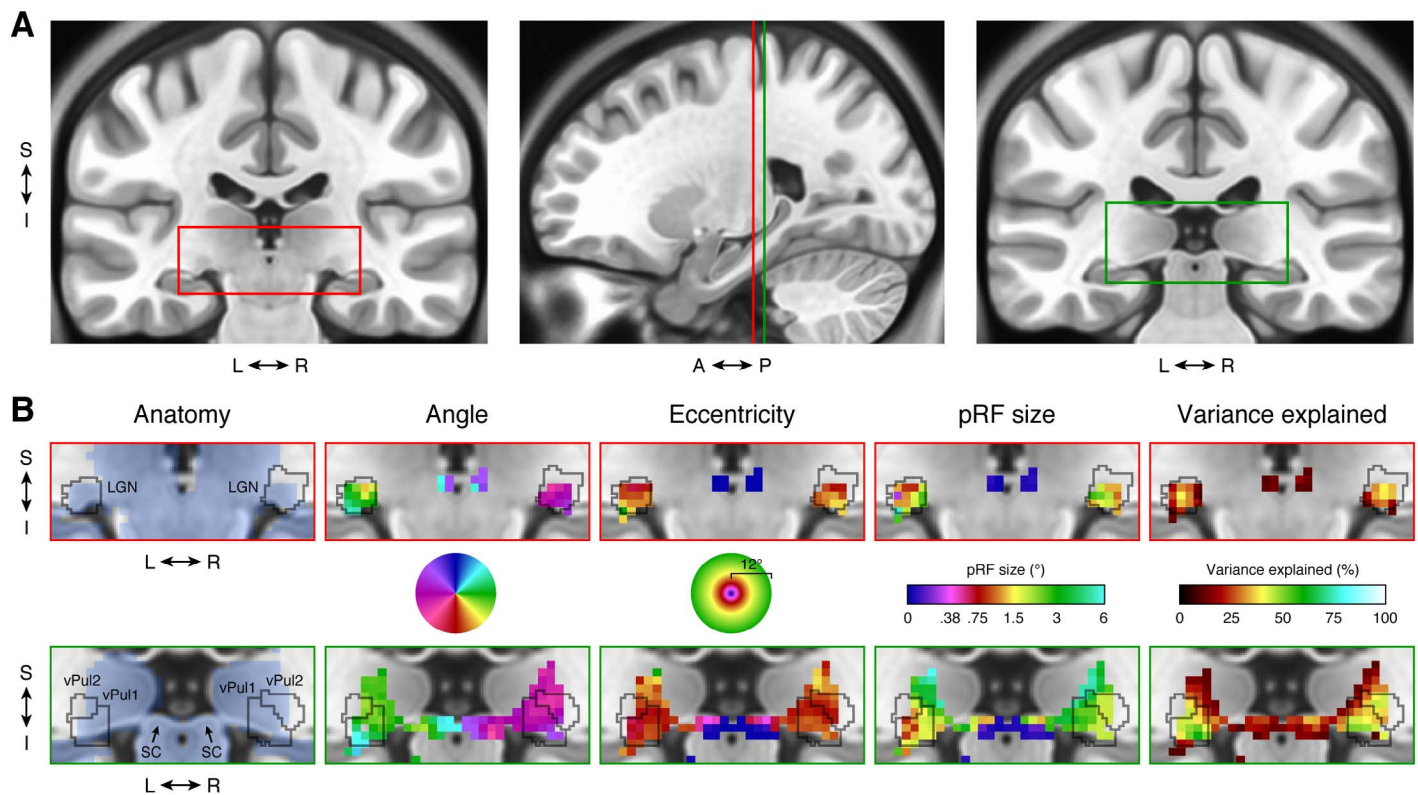 A
S
I
L R
A P
L R
B
Anatomy Angle Eccentricity pRF size Variance explained
S
I
LGN LGN
L R
12°
pRF size (°)
0 .38 .75 1.5 3 6
Variance explained (%)
0 25 50 75 100
S
I
vPul2 vPul1 vPul1 vPul2
SC SC
L R